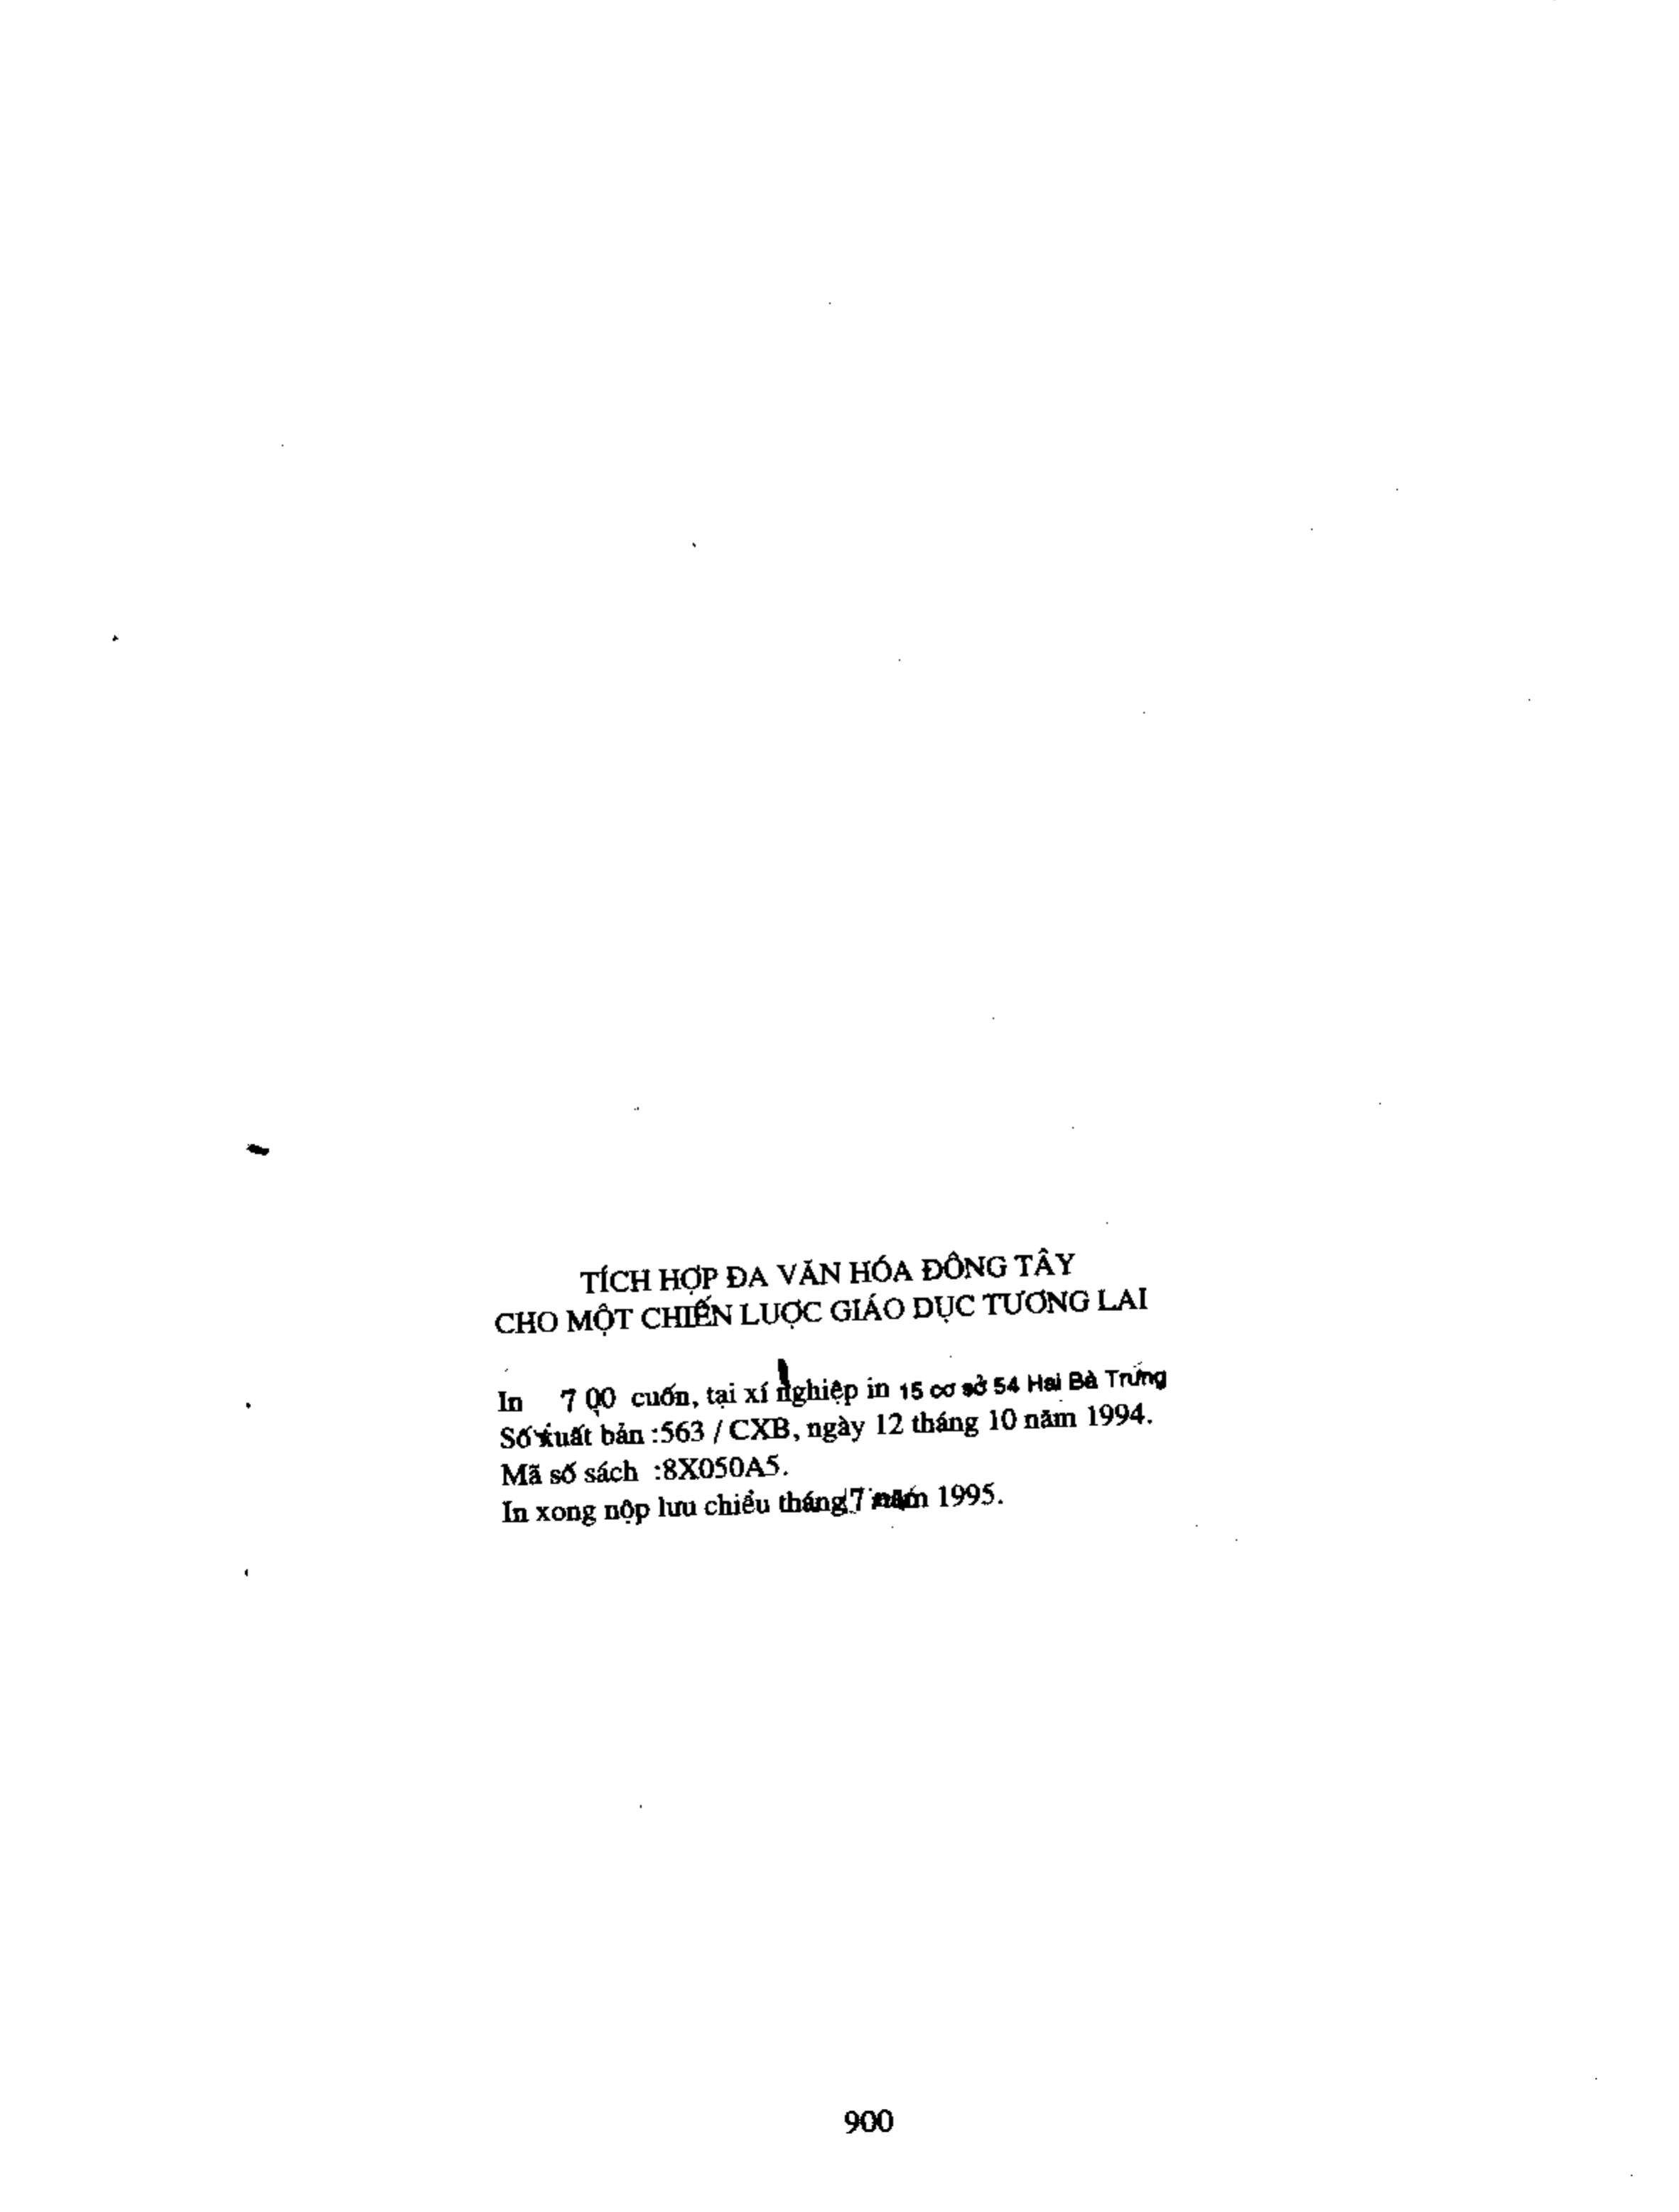 TÍCH HỢP ĐA VĂN HÓA ĐÔNG TÂY
CHO MỘT CHIẾN LƯỢC GIÁO DỤC TƯƠNG LAI
In 700 cuốn, tại xí nghiệp in 15 cơ sở 54 Hai Bà Trưng
Số xuất bản :563 / CXB, ngày 12 tháng 10 năm 1994.
Mã số sách :8X050A5.
In xong nộp lưu chiểu tháng 7 năm 1995.
900